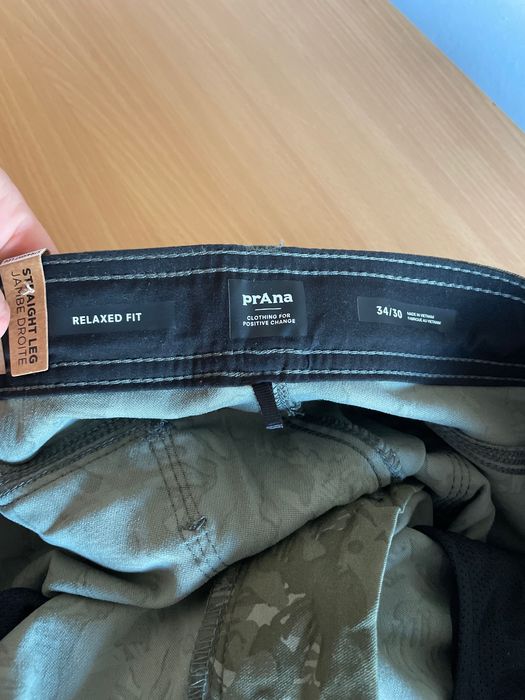 STRAIGHT LEG
JAMBE DROITE
RELAXED FIT
prAna
CLOTHING FOR
POSITIVE CHANGE
34/30
MADE IN VIETNAM
FABRIQUÉ AU VIETNAM